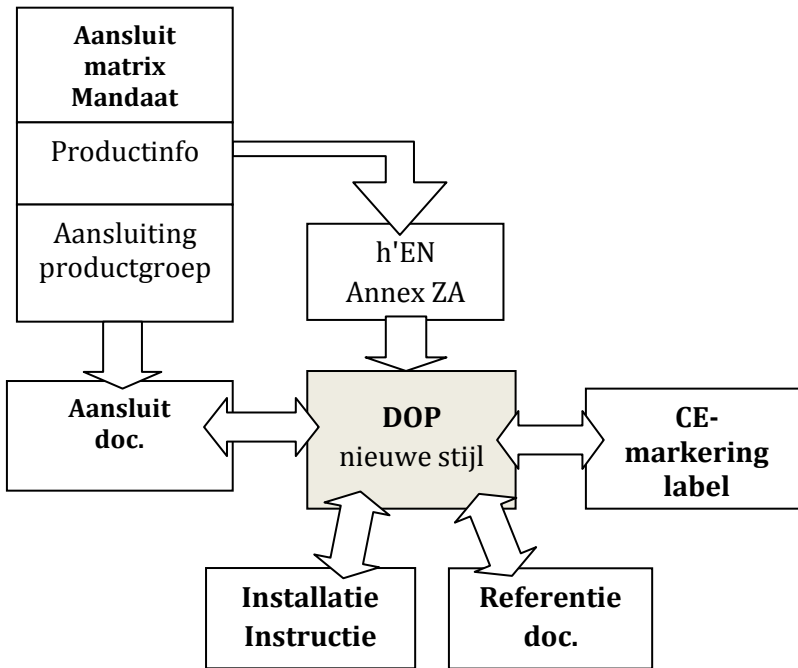 Aansluit
matrix
Mandaat
Productinfo
Aansluiting
productgroep
h'EN
Annex ZA
Aansluit
doc.
DOP
nieuwe stijl
CE-
markering
label
Installatie
Instructie
Referentie
doc.